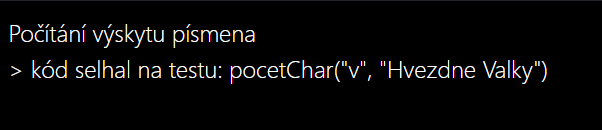 Počítání výskytu písmena
> kód selhal na testu: pocetChar("v", "Hvezdne Valky")